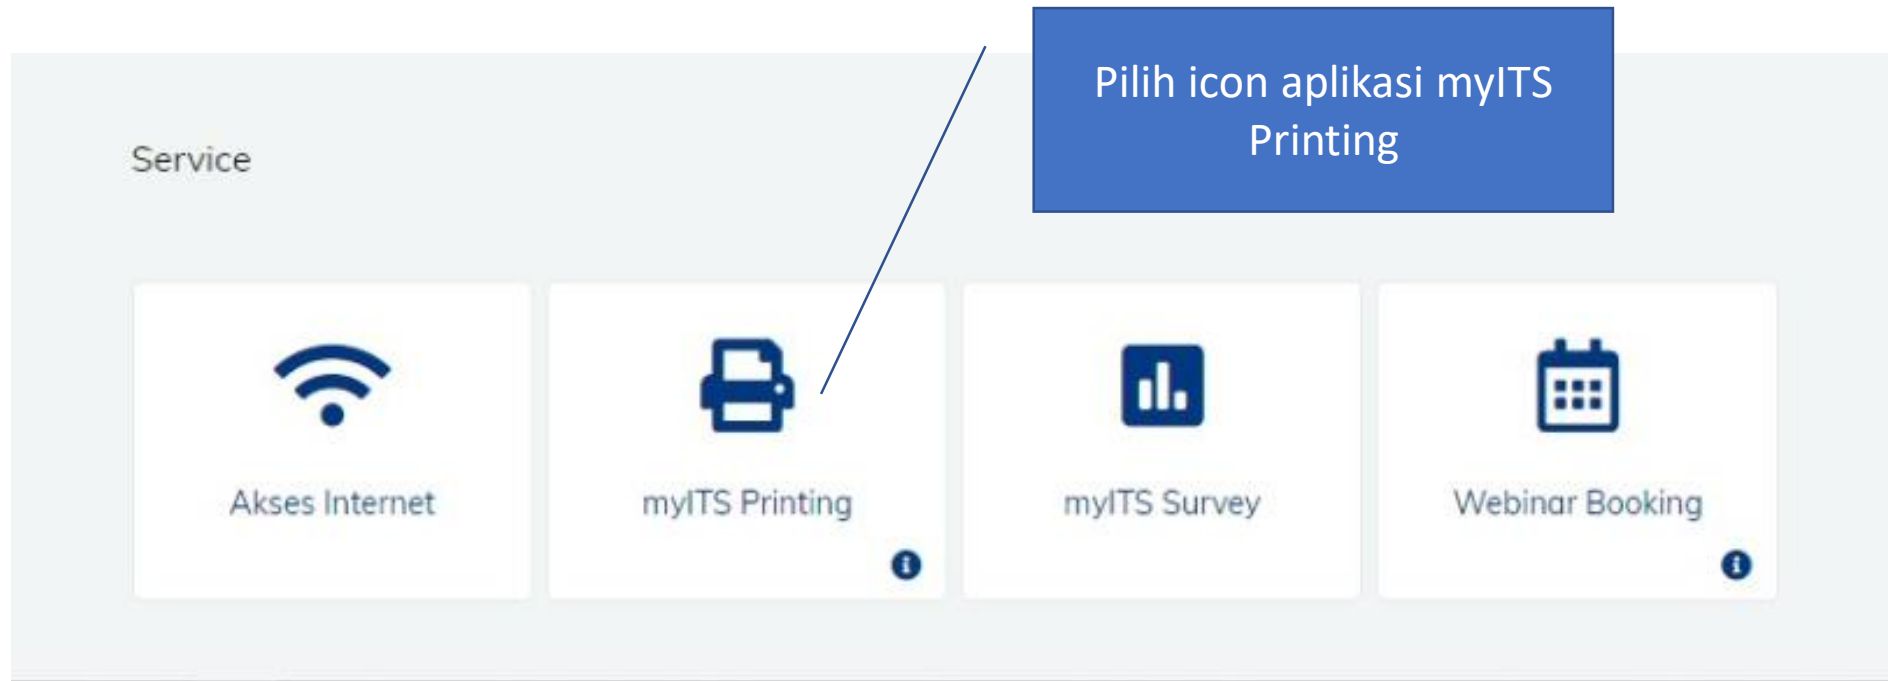 Pilih icon aplikasi myITS
Printing
Service
Akses Internet
myITS Printing
myITS Survey
Webinar Booking